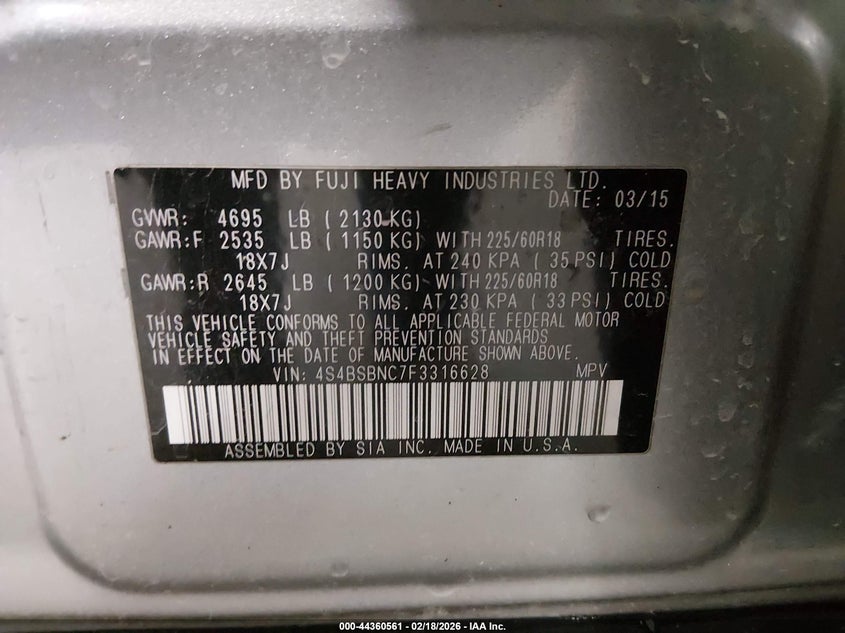 MFD BY FUJI HEAVY INDUSTRIES LTD.
DATE: 03/15
GVWR: 4695 LB ( 2130 KG)
GAWR:F 2535 LB ( 1150 KG) WITH 225/60R18 TIRES.
18X7J RIMS. AT 240 KPA ( 35 PSI) COLD
GAWR:R 2645 LB ( 1200 KG) WITH 225/60R18 TIRES.
18X7J RIMS. AT 230 KPA ( 33 PSI) COLD
THIS VEHICLE CONFORMS TO ALL APPLICABLE FEDERAL MOTOR
VEHICLE SAFETY AND THEFT PREVENTION STANDARDS
IN EFFECT ON THE DATE OF MANUFACTURE SHOWN ABOVE.
VIN: 4S4BSBNC7F3316628 MPV
ASSEMBLED BY SIA INC. MADE IN U.S.A.
000-44360561 - 02/18/2026 - IAA Inc.